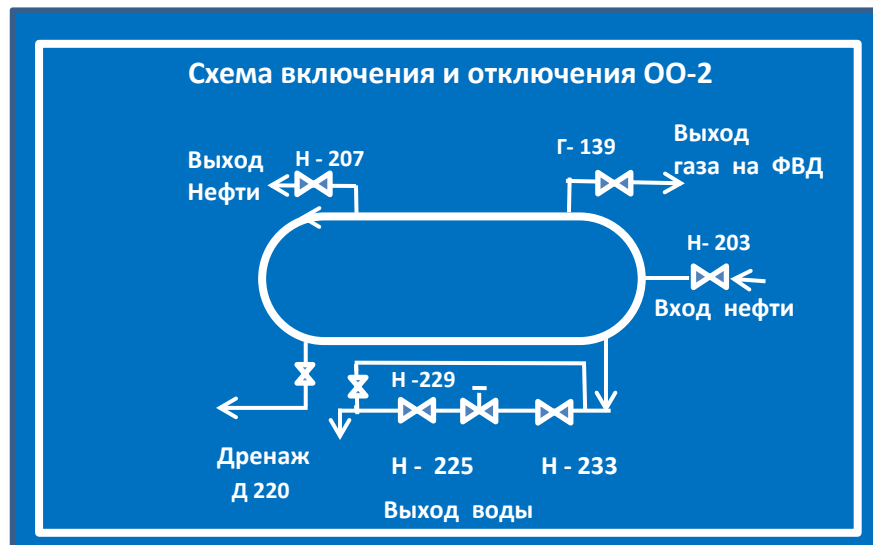 Схема включения и отключения ОО-2
Выход
Нефти
Н - 207
Г- 139
Выход
газа на ФВД
Н- 203
Вход нефти
Н -229
Дренаж
Д 220
Н - 225
Н - 233
Выход воды